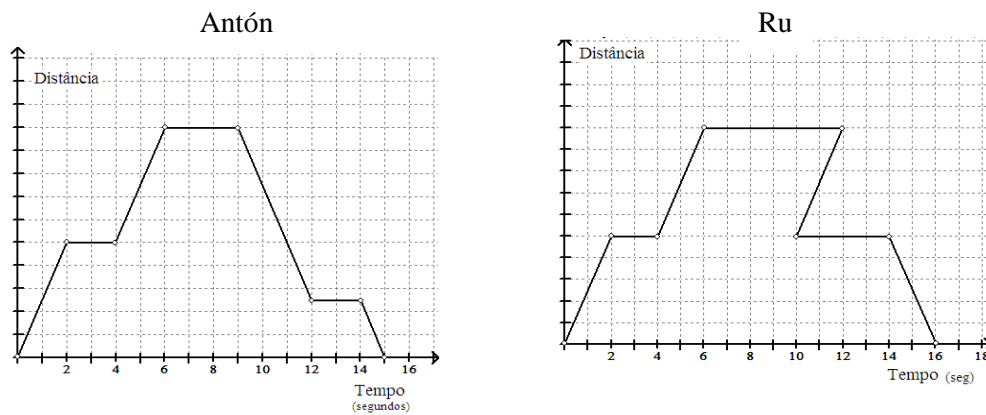 Antón
Distância
2 4 6 8 10 12 14 16
Tempo
(segundos)
Ru
Distância
2 4 6 8 10 12 14 16 18
Tempo (seg)